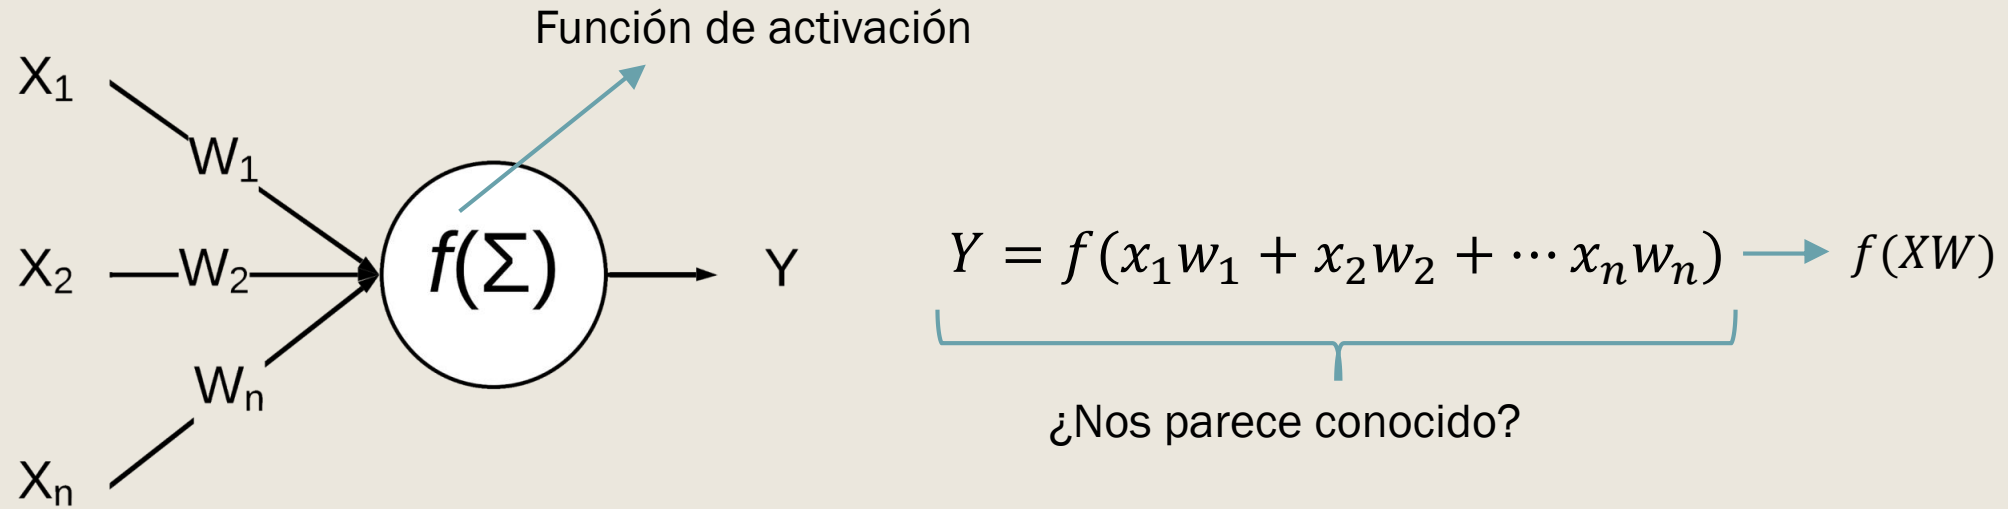 Función de activación
X₁
W₁
X₂
W₂
Wₙ
Xₙ
f(Σ)
Y
Y = f(x₁w₁ + x₂w₂ + ⋯ xₙwₙ)
f(XW)
¿Nos parece conocido?